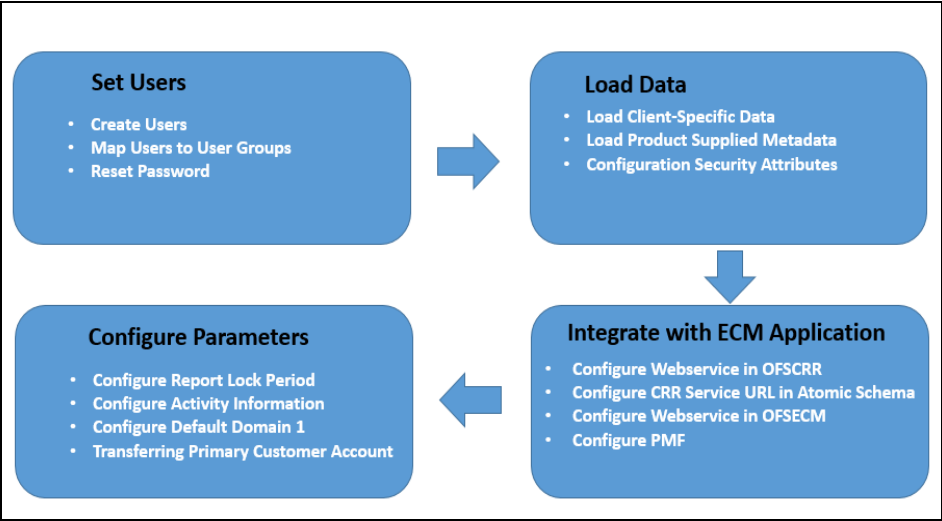 Set Users
• Create Users
• Map Users to User Groups
• Reset Password
Load Data
• Load Client-Specific Data
• Load Product Supplied Metadata
• Configuration Security Attributes
Integrate with ECM Application
• Configure Webservice in OFSCRR
• Configure CRR Service URL in Atomic Schema
• Configure Webservice in OFSECM
• Configure PMF
Configure Parameters
• Configure Report Lock Period
• Configure Activity Information
• Configure Default Domain 1
• Transferring Primary Customer Account